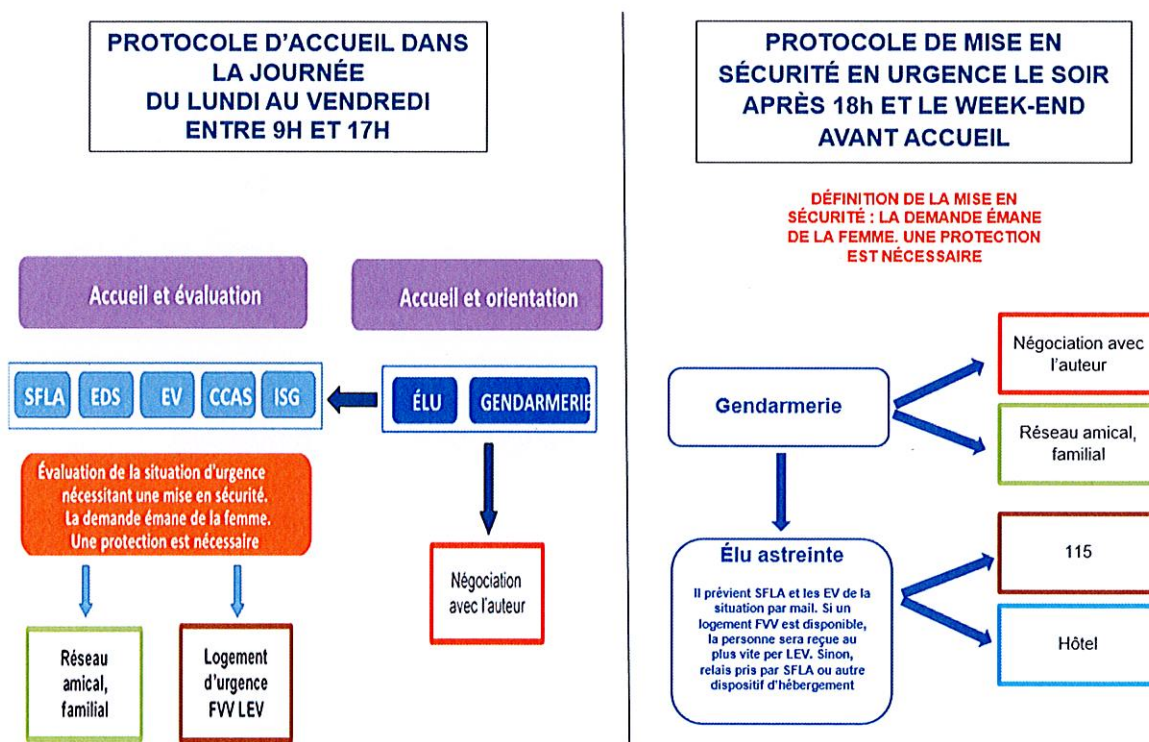 PROTOCOLE D'ACCUEIL DANS
LA JOURNÉE
DU LUNDI AU VENDREDI
ENTRE 9H ET 17H
Accueil et évaluation
Accueil et orientation
SFLA
EDS
EV
CCAS
ISG
ÉLU
GENDARMERIE
Évaluation de la situation d'urgence
nécessitant une mise en sécurité.
La demande émane de la femme.
Une protection est nécessaire
Négociation
avec l'auteur
Réseau
amical,
familial
Logement
d'urgence
FVV LEV
PROTOCOLE DE MISE EN
SÉCURITÉ EN URGENCE LE SOIR
APRÈS 18h ET LE WEEK-END
AVANT ACCUEIL
DÉFINITION DE LA MISE EN
SÉCURITÉ : LA DEMANDE ÉMANE
DE LA FEMME. UNE PROTECTION
EST NÉCESSAIRE
Gendarmerie
Négociation avec
l'auteur
Réseau amical,
familial
Élu astreinte
Il prévient SFLA et les EV de la
situation par mail. Si un
logement FVV est disponible,
la personne sera reçue au
plus vite per LEV. Sinon,
relais pris par SFLA ou autre
dispositif d'hébergement
115
Hôtel